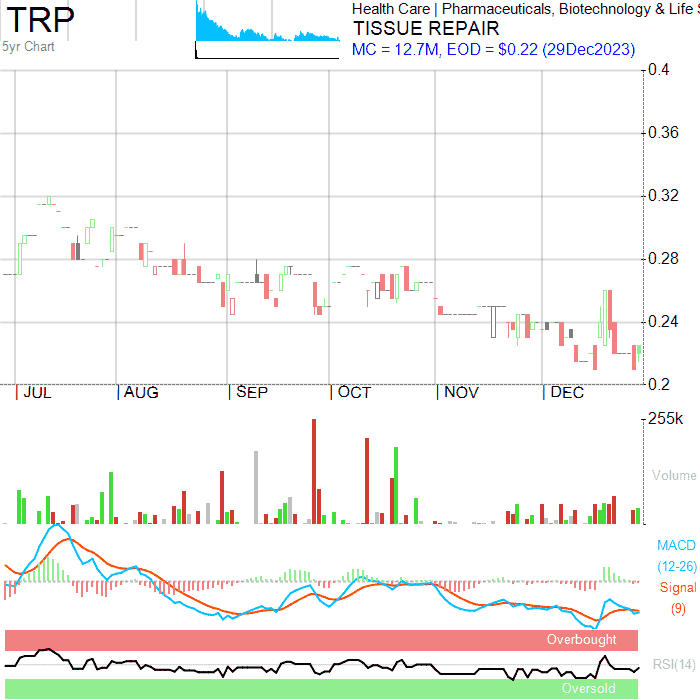 TRP
5yr Chart
Health Care | Pharmaceuticals, Biotechnology & Life S
TISSUE REPAIR
MC = 12.7M, EOD = $0.22 (29Dec2023)
0.4
0.36
0.32
0.28
0.24
0.2
JUL AUG SEP OCT NOV DEC
255k
Volume
MACD
(12-26)
Signal
(9)
Overbought
RSI(14)
Oversold